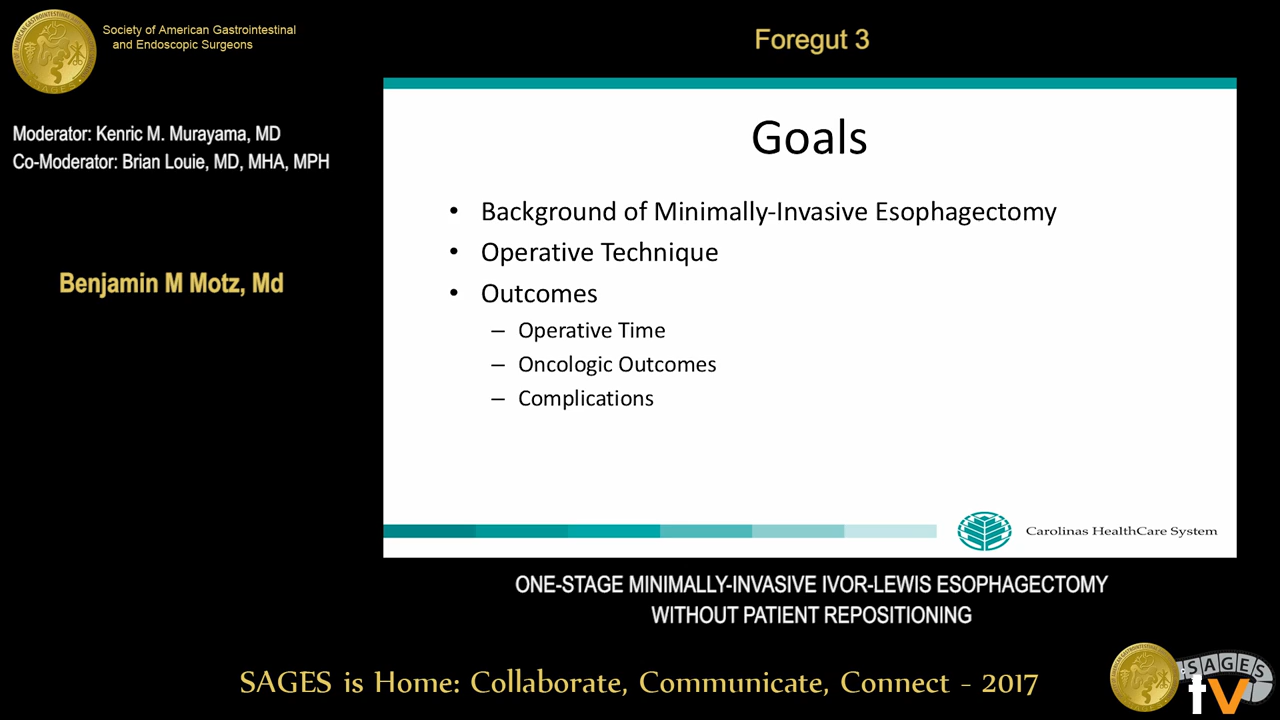 Society of American Gastrointestinal
and Endoscopic Surgeons
Foregut 3
Moderator: Kenric M. Murayama, MD
Co-Moderator: Brian Louie, MD, MHA, MPH
Benjamin M Motz, Md
Goals
• Background of Minimally-Invasive Esophagectomy
• Operative Technique
• Outcomes
– Operative Time
– Oncologic Outcomes
– Complications
Carolinas HealthCare System
ONE-STAGE MINIMALLY-INVASIVE IVOR-LEWIS ESOPHAGECTOMY
WITHOUT PATIENT REPOSITIONING
SAGES is Home: Collaborate, Communicate, Connect - 2017
SAGES
tv